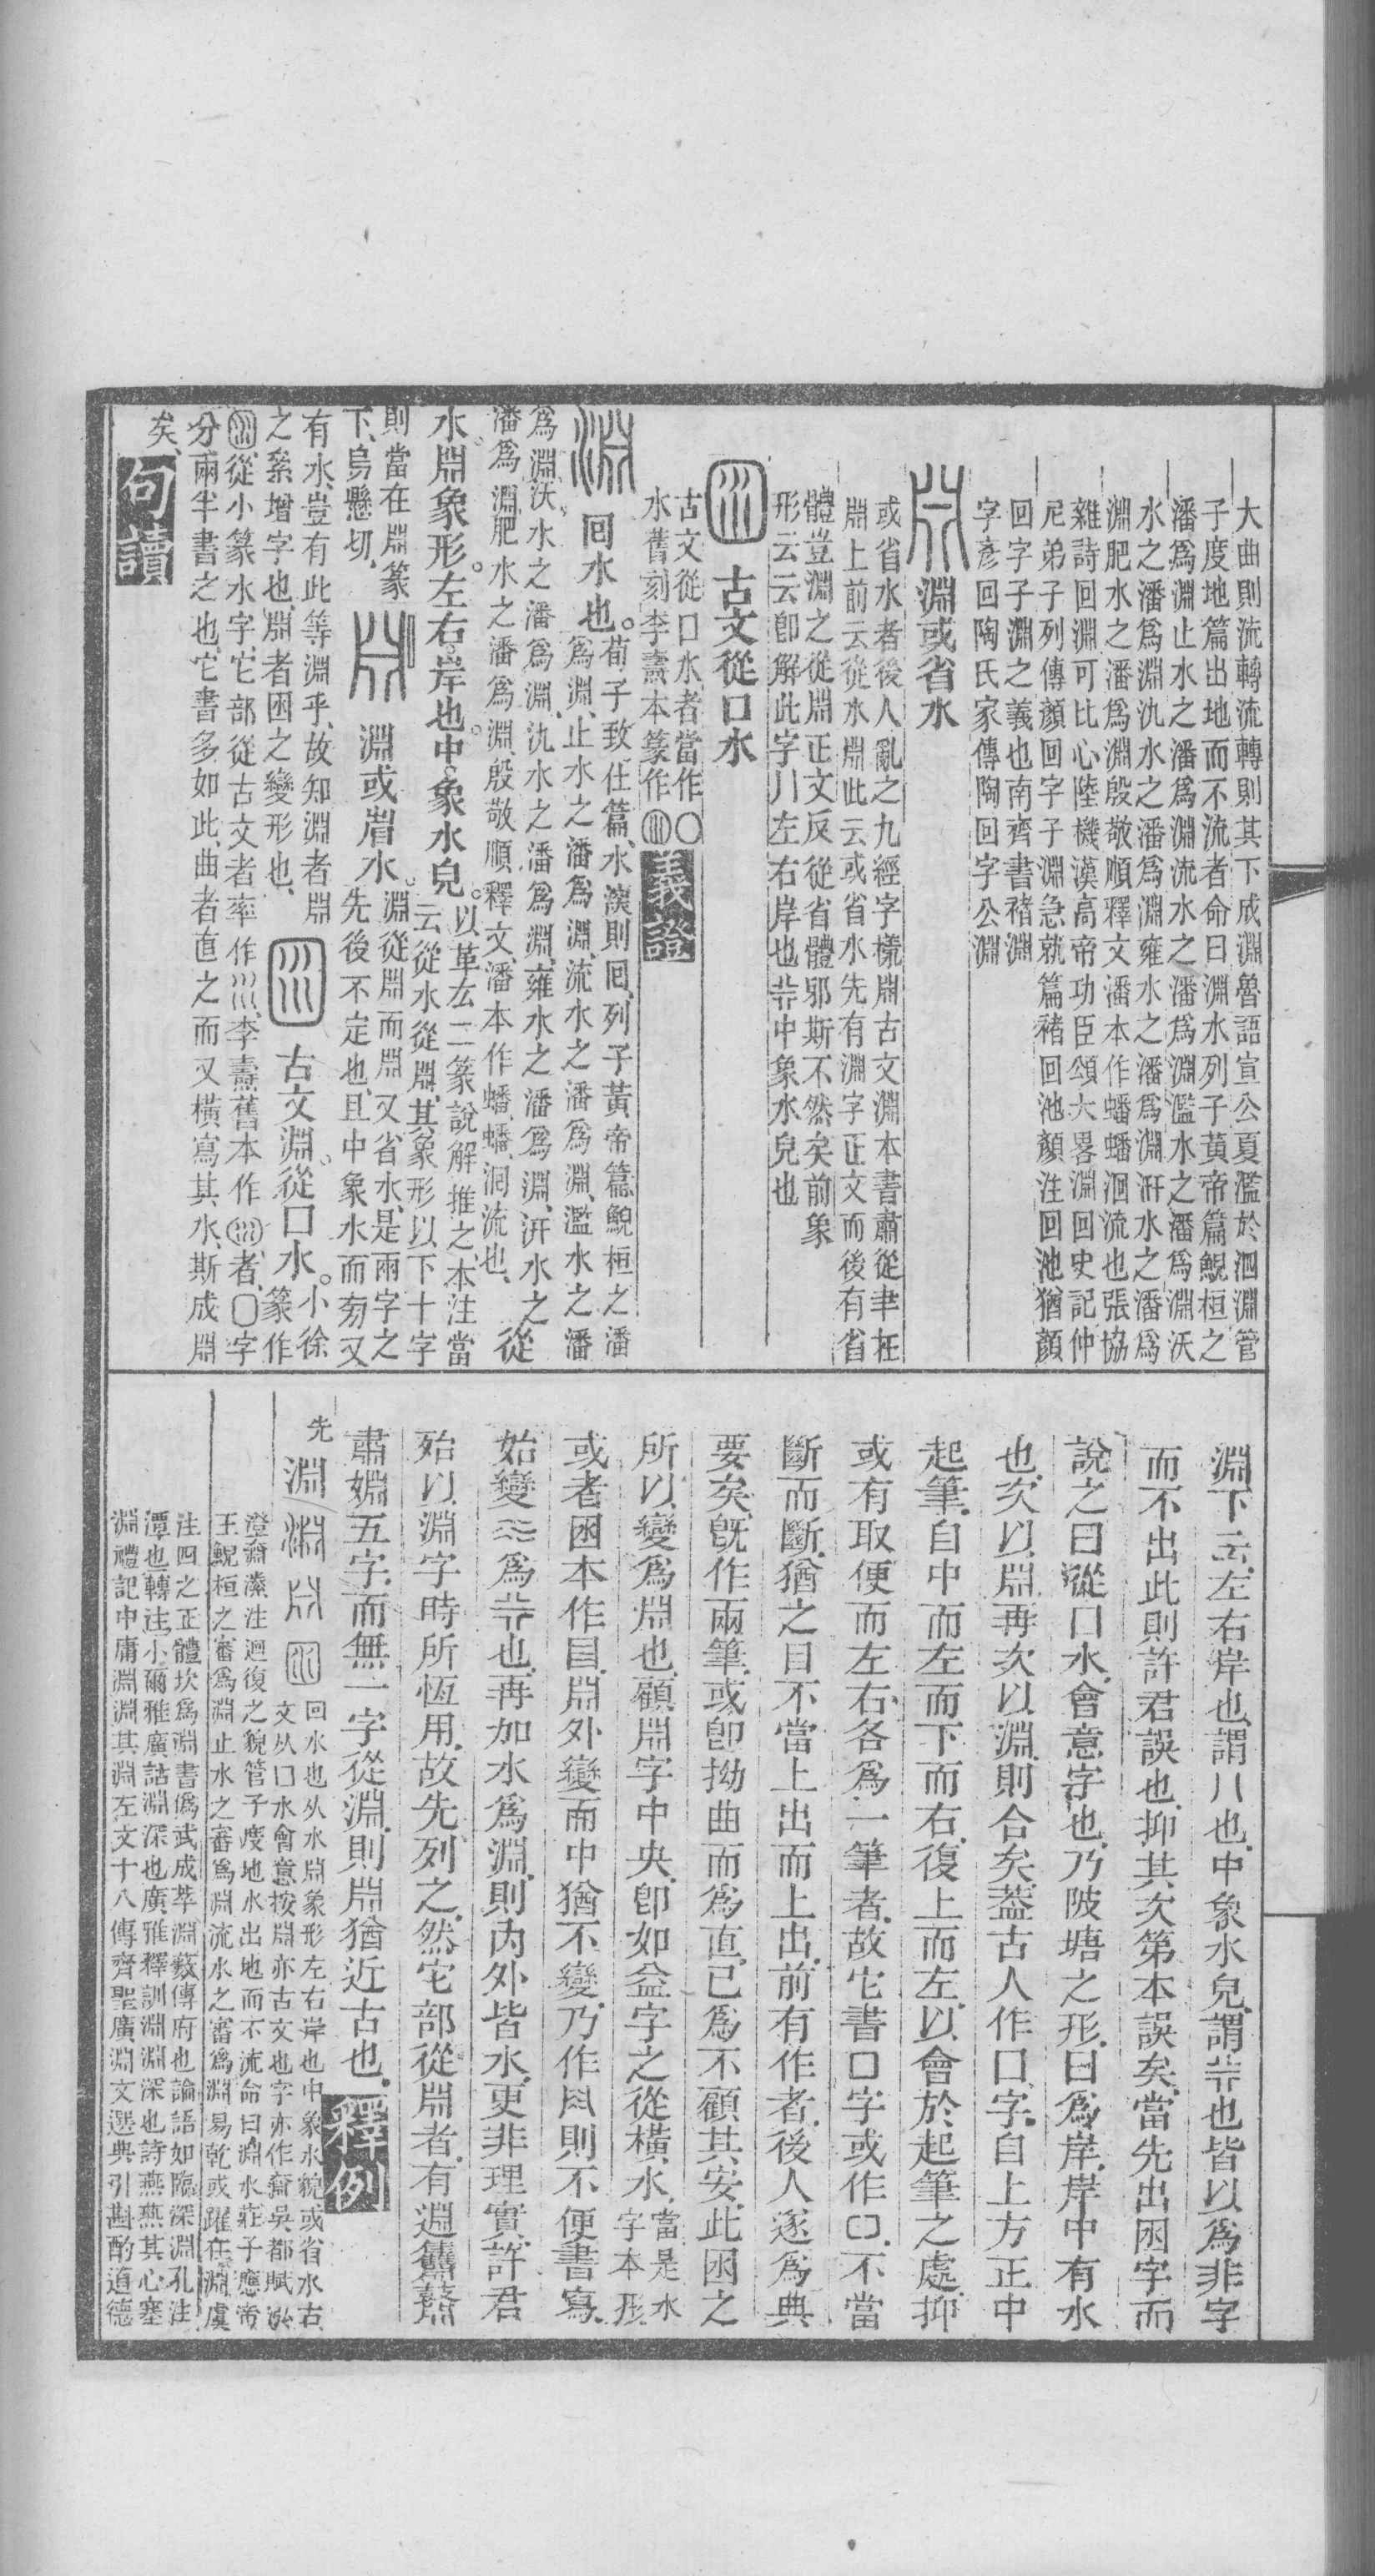 大曲則流轉流轉則其下成淵魯語宣公夏濫於泗淵管
子度地篇出地而不流者命曰淵水列子黃帝篇鯢桓之
潘爲淵止水之潘爲淵流水之潘爲淵濫水之潘爲淵沃
水之潘爲淵氿水之潘爲淵雍水之潘爲淵汧水之潘爲
淵肥水之潘爲淵殷敬順釋文潘本作蟠蟠洄流也張協
雜詩回淵可比心陸機漢高帝功臣頌大畧淵回史記仲
尼弟子列傳顏回字子淵急就篇褚回池顏注回池猶顏
回字子淵之義也南齊書褚淵
字彥回陶氏家傳陶回字公淵
𣶒淵或省水
或省水者後人亂之九經字㨾𣶒古文淵本書肅從聿在
𣶒上前云從水𣶒此云或省水先有淵字正文而後有省
體豈淵之從𣶒正文反從省體邪斯不然矣前象
形云云卽解此字丨丨左右岸也中象水皃也
囦古文從囗水
古文從囗水者當作〇
水舊刻李燾本篆作義證
淵回水也。荀子致仕篇、水深則回、列子黃帝篇鯢桓之潘
爲淵、止水之潘爲淵、流水之潘爲淵、濫水之潘
爲淵、沃水之潘爲淵、氿水之潘爲淵、雍水之潘爲淵、汧水之
潘爲淵、肥水之潘爲淵、殷敬順釋文、潘本作蟠、蟠、洄流也、從
水。𣶒象形。左右岸也。中象水皃。以革厷二篆說解推之、本注當
云從水從𣶒、其象形以下十字
則當在𣶒篆
下、烏懸切、𣶒淵或省水。淵從𣶒而𣶒又省水、是兩字之
先後不定也、且中象水而旁又
有水、豈有此等淵乎、故知淵者𣶒
之絫增字也、𣶒者囦之變形也、囦古文淵。從囗水。小徐
篆作
從小篆水字、它部從古文者率作、李燾舊本作者、〇字
分兩半書之也、它書多如此、曲者直之而又橫寫其水、斯成𣶒
矣、句讀
淵下云、左右岸也、謂丨丨也、中象水皃、謂也、皆以爲非字
而不出此、則許君誤也、抑其次第本誤矣、當先出囦字而
說之曰、從囗水、會意字也、乃陂塘之形、囗爲岸、岸中有水
也、次以𣶒、再次以淵、則合矣、葢古人作囗字、自上方正中
起筆、自中而左而下而右、復上而左、以會於起筆之處、抑
或有取便而左右各爲一筆者、故它書囗字或作囗、不當
斷而斷、猶之目不當上出而上出、前有作者、後人遂爲典
要矣、旣作兩筆、或卽拗曲而爲直、已爲不顧其安、此囦之
所以變爲𣶒也、顧𣶒字中央、卽如益字之從橫水、當是水
字本形
或者囦本作、𣶒外變而中猶不變、乃作、則不便書寫、
始變爲也、再加水爲淵、則內外皆水、更非理實、許君
殆以淵字時所恆用、故先列之、然它部從𣶒者、有
肅婣五字、而無一字從淵、則𣶒猶近古也、釋例
先淵淵𣶒囦回水也从水𣶒象形左右岸也中象水貌或省水古
文从囗水會意按𣶒亦古文也字亦作奫吳都賦泓
澄奫潫注迴復之貌管子度地水出地而不流命曰淵水莊子應帝
王鯢桓之審爲淵止水之審爲淵流水之審爲淵易乾或躍在淵虞
注四之正體坎爲淵書僞武成萃淵藪傳府也論語如臨深淵孔注
潭也轉注小爾雅廣詁淵深也廣雅釋訓淵淵深也詩燕燕其心塞
淵禮記中庸淵淵其淵左文十八傳齊聖廣淵文選典引斟酌道德